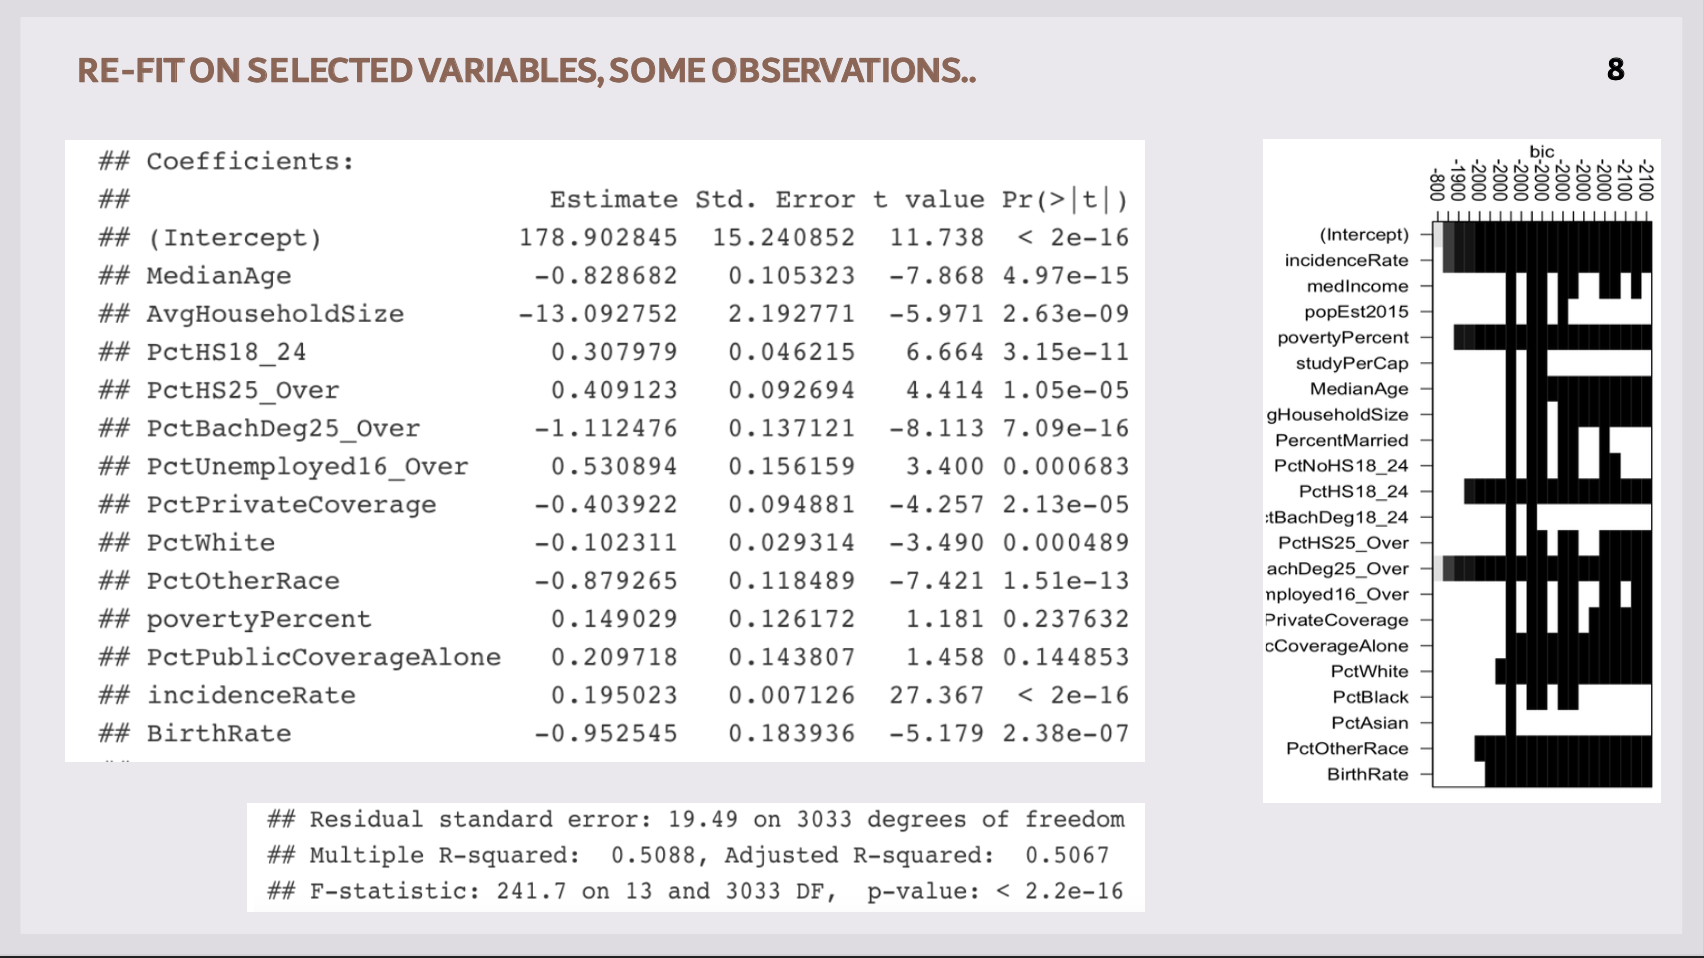 RE-FIT ON SELECTED VARIABLES, SOME OBSERVATIONS..
8
## Coefficients:
## Estimate Std. Error t value Pr(>|t|)
## (Intercept) 178.902845 15.240852 11.738 < 2e-16
## MedianAge -0.828682 0.105323 -7.868 4.97e-15
## AvgHouseholdSize -13.092752 2.192771 -5.971 2.63e-09
## PctHS18_24 0.307979 0.046215 6.664 3.15e-11
## PctHS25_Over 0.409123 0.092694 4.414 1.05e-05
## PctBachDeg25_Over -1.112476 0.137121 -8.113 7.09e-16
## PctUnemployed16_Over 0.530894 0.156159 3.400 0.000683
## PctPrivateCoverage -0.403922 0.094881 -4.257 2.13e-05
## PctWhite -0.102311 0.029314 -3.490 0.000489
## PctOtherRace -0.879265 0.118489 -7.421 1.51e-13
## povertyPercent 0.149029 0.126172 1.181 0.237632
## PctPublicCoverageAlone 0.209718 0.143807 1.458 0.144853
## incidenceRate 0.195023 0.007126 27.367 < 2e-16
## BirthRate -0.952545 0.183936 -5.179 2.38e-07
## Residual standard error: 19.49 on 3033 degrees of freedom
## Multiple R-squared: 0.5088, Adjusted R-squared: 0.5067
## F-statistic: 241.7 on 13 and 3033 DF, p-value: < 2.2e-16
bic
-800 -1900 -2000 -2000 -2000 -2000 -2000 -2000 -2000 -2100 -2100
(Intercept)
incidenceRate
medIncome
popEst2015
povertyPercent
studyPerCap
MedianAge
gHouseholdSize
PercentMarried
PctNoHS18_24
PctHS18_24
tBachDeg18_24
PctHS25_Over
achDeg25_Over
mployed16_Over
PrivateCoverage
cCoverageAlone
PctWhite
PctBlack
PctAsian
PctOtherRace
BirthRate